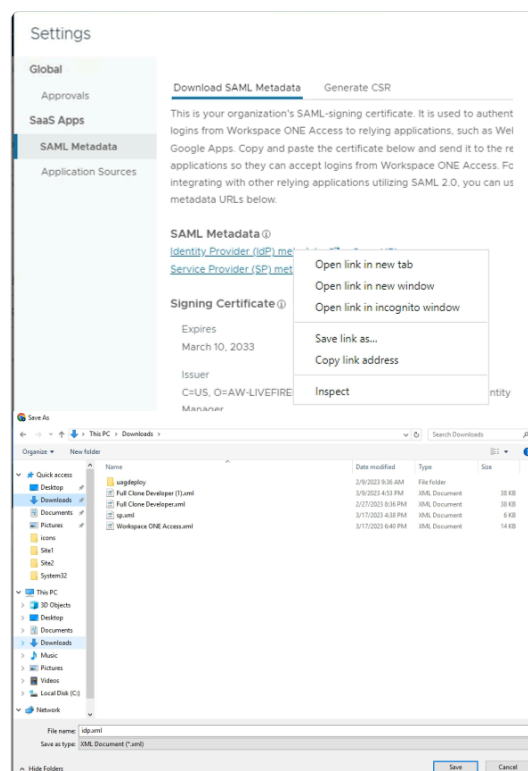 Settings
Global
Approvals
SaaS Apps
SAML Metadata
Application Sources
Download SAML Metadata Generate CSR
This is your organization's SAML-signing certificate. It is used to authent
logins from Workspace ONE Access to relying applications, such as Wel
Google Apps. Copy and paste the certificate below and send it to the re
applications so they can accept logins from Workspace ONE Access. Fo
integrating with other relying applications utilizing SAML 2.0, you can us
metadata URLs below.
SAML Metadata
Identity Provider (IdP) met
Service Provider (SP) met
Open link in new tab
Open link in new window
Open link in incognito window
Save link as...
Copy link address
Inspect
Signing Certificate
Expires
March 10, 2033
Issuer
C=US, O=AW-LIVEFIRE ntity
Manager
Save As
This PC > Downloads >
Search Downloads
Organize New folder
Name Date modified Type Size
Quick access
Desktop
Downloads
Documents
Pictures
icons
Site1
Site2
System32
This PC
3D Objects
Desktop
Documents
Downloads
Music
Pictures
Videos
Local Disk (C:)
Network
uagdeploy 2/9/2023 9:36 AM File folder
Full Clone Developer (1).xml 3/9/2023 4:53 PM XML Document 38 KB
Full Clone Developer.xml 2/27/2023 8:36 PM XML Document 38 KB
sp.xml 3/17/2023 4:38 PM XML Document 6 KB
Workspace ONE Access.xml 3/17/2023 6:40 PM XML Document 14 KB
File name: idp.xml
Save as type: XML Document (*.xml)
Hide Folders
Save Cancel